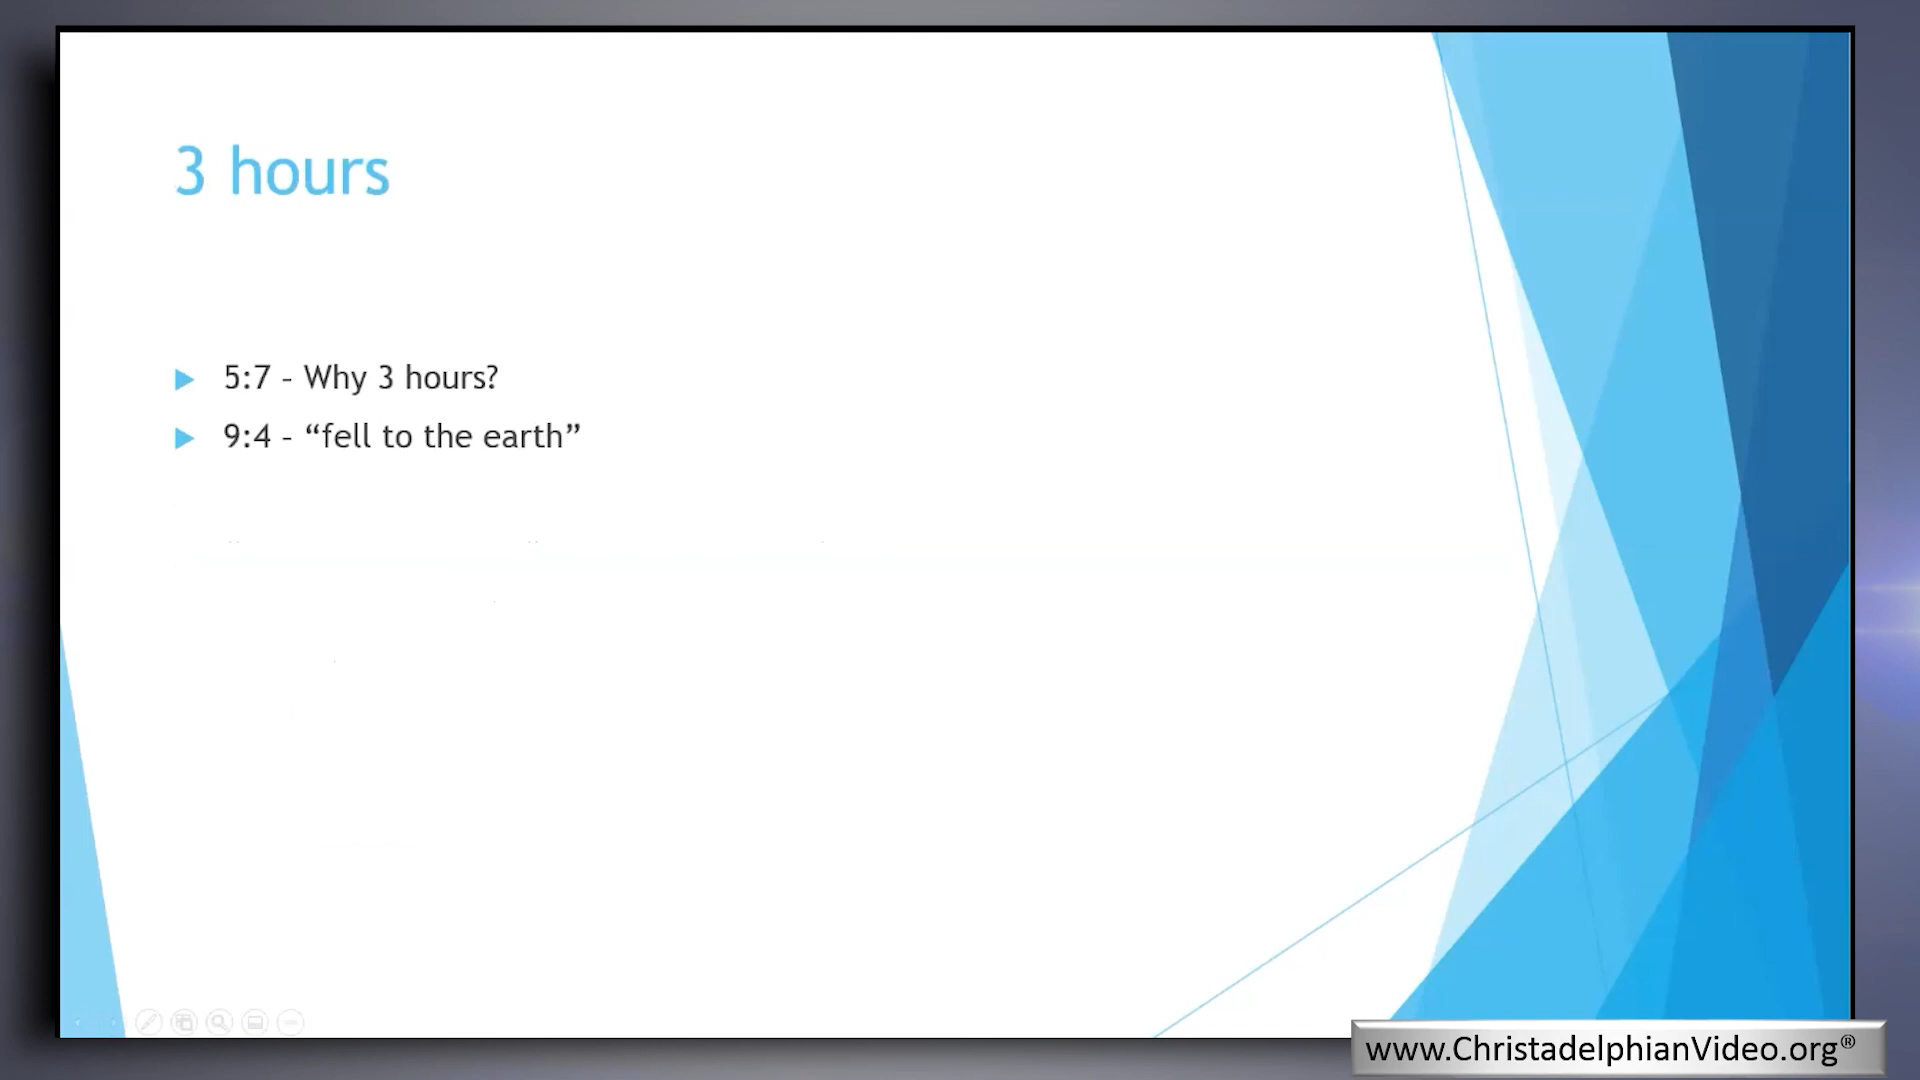 3 hours
5:7 – Why 3 hours?
9:4 – “fell to the earth”
www.ChristadelphianVideo.org®